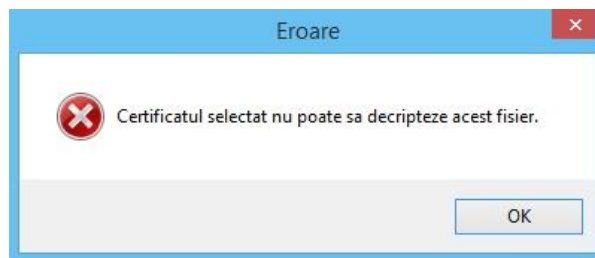 Eroare
Certificatul selectat nu poate sa decripteze acest fisier.
OK